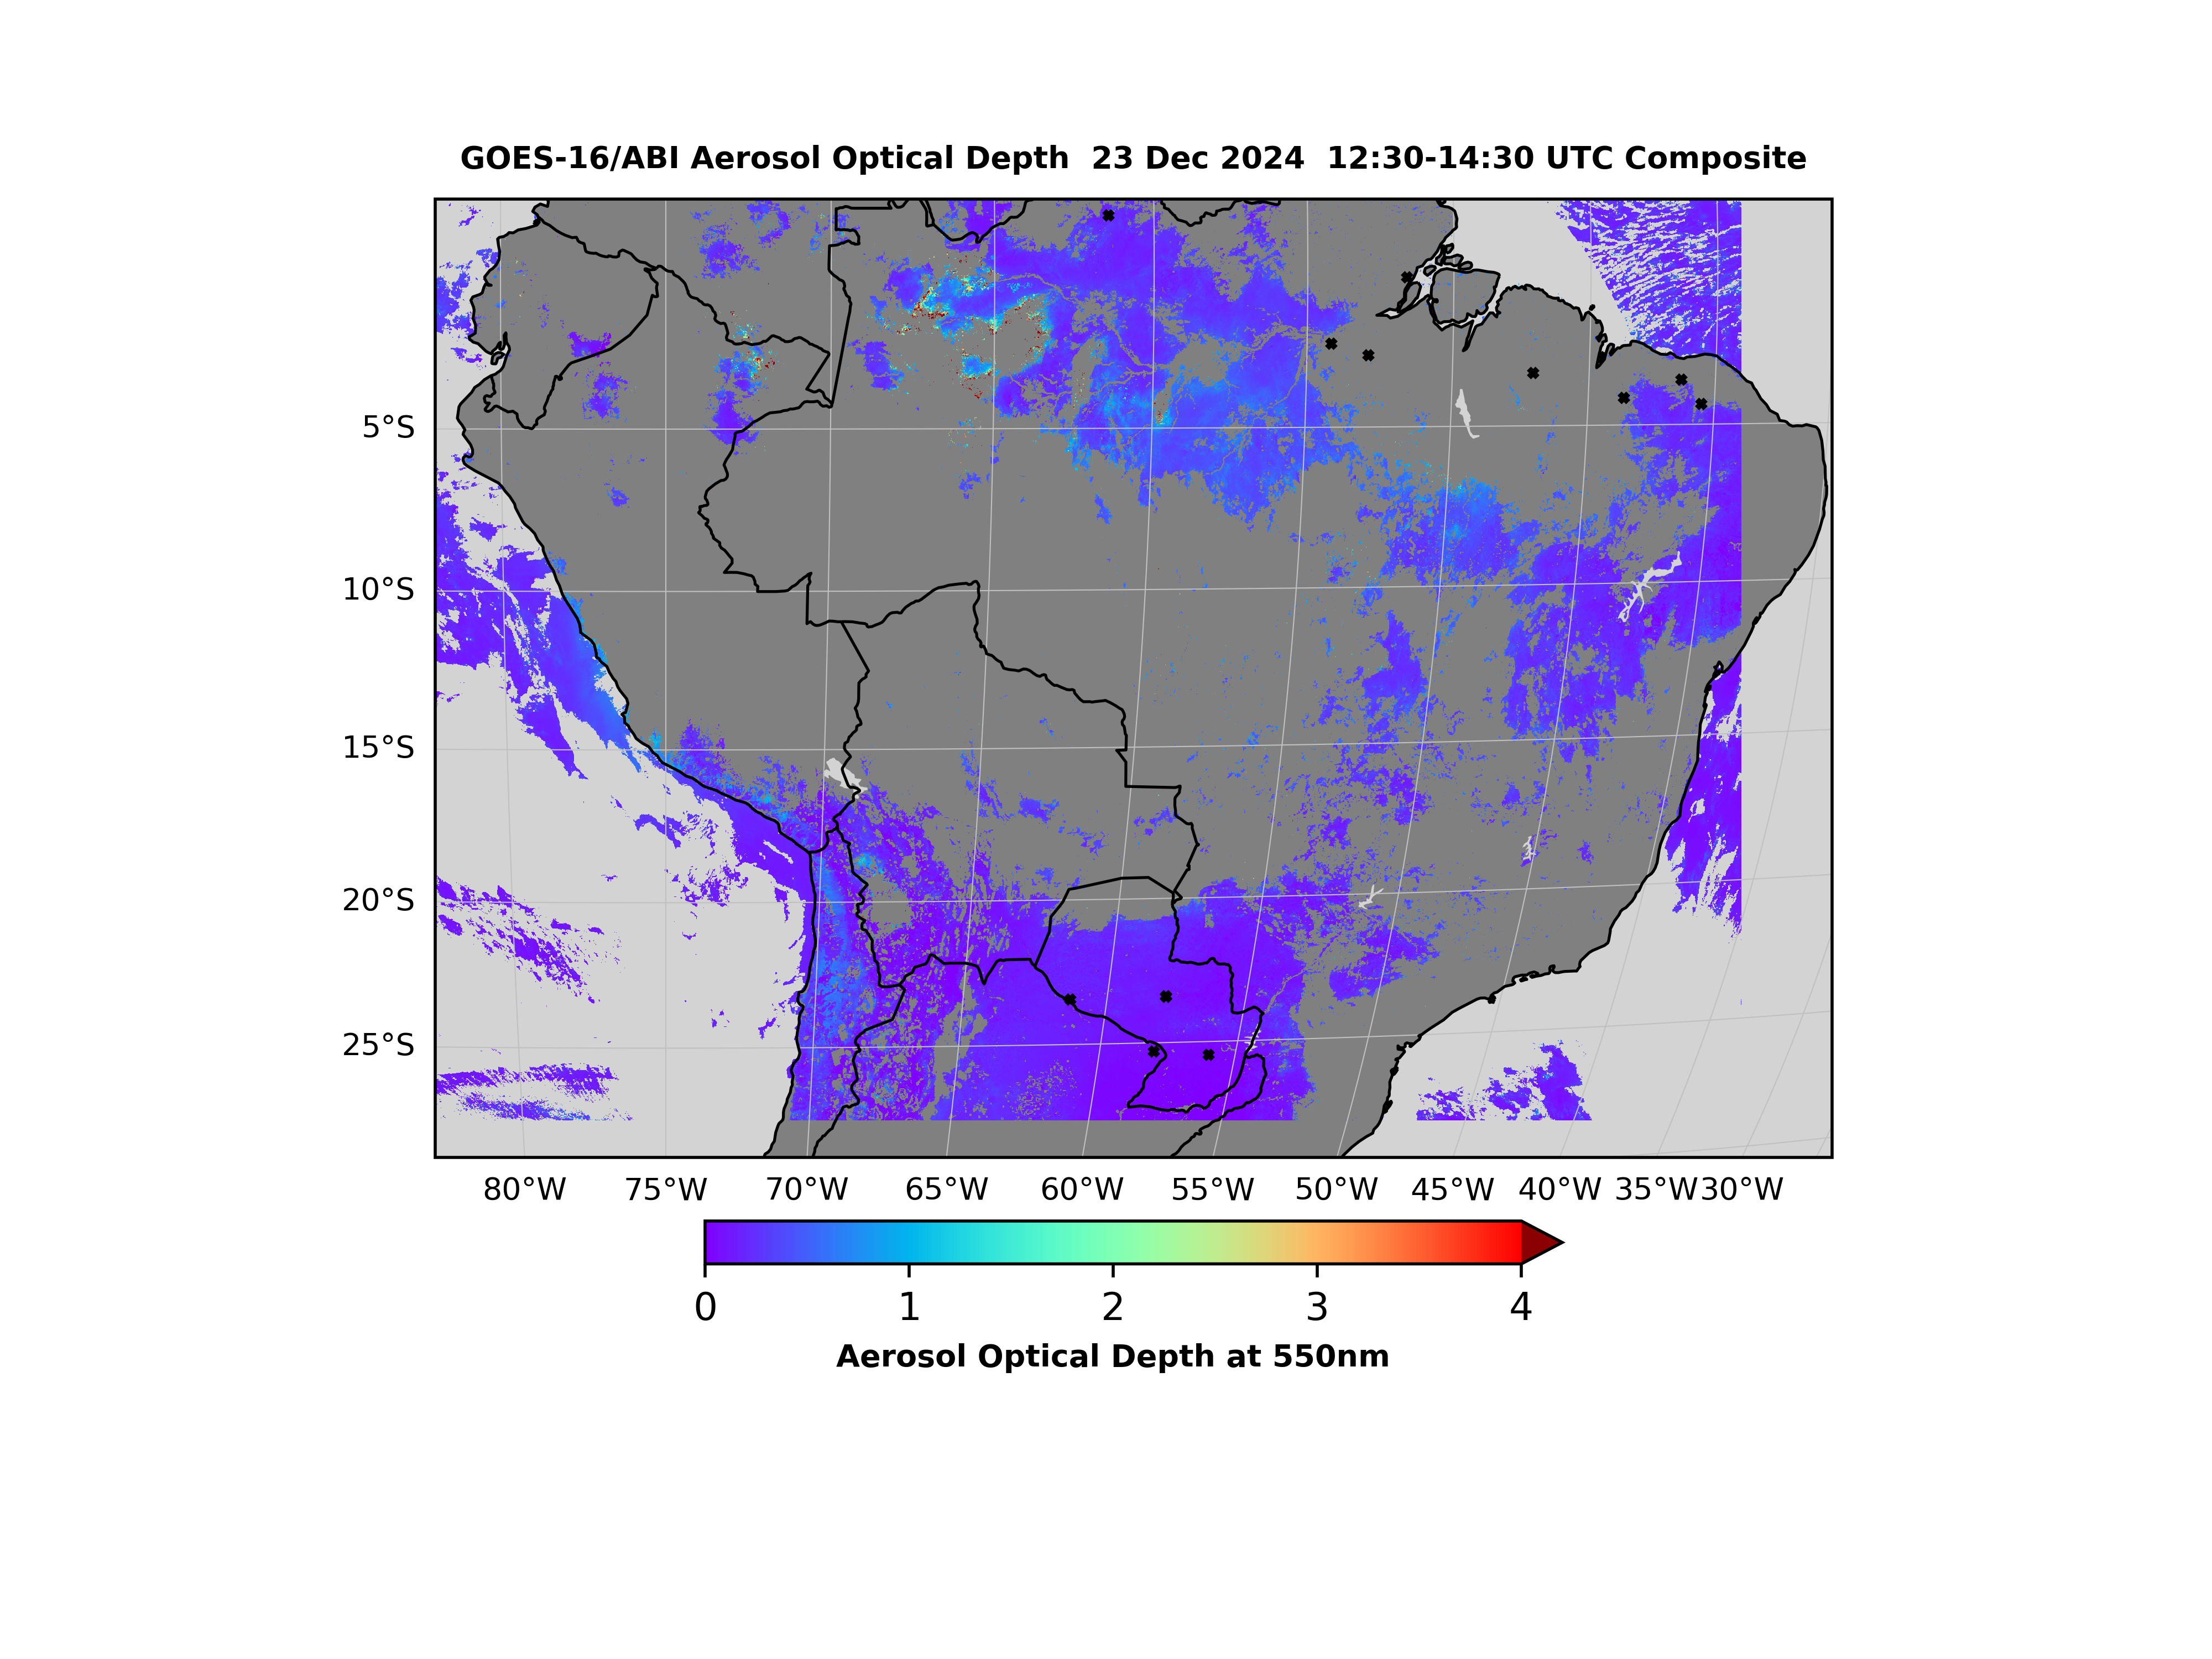 GOES-16/ABI Aerosol Optical Depth  23 Dec 2024  12:30-14:30 UTC Composite
5°S
10°S
15°S
20°S
25°S
80°W 75°W 70°W 65°W 60°W 55°W 50°W 45°W 40°W 35°W 30°W
0 1 2 3 4
Aerosol Optical Depth at 550nm